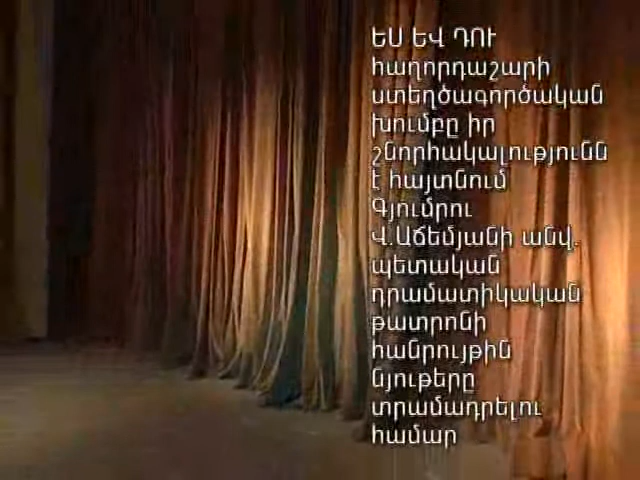 ԵՍ ԵՎ ԴՈՒ
հաղորդաշարի
ստեղծագործական
խումբը իր
շնորհակալությունն
է հայտնում
Գյումրու
Վ.Աճեմյանի անվ.
պետական
դրամատիկական
թատրոնի
հանրույթին
նյութերը
տրամադրելու
համար